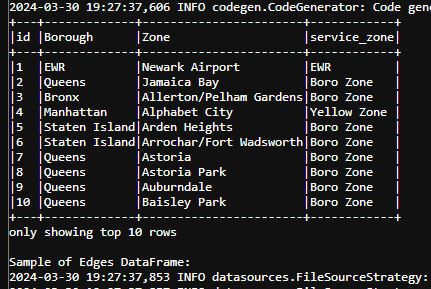 2024-03-30 19:27:37,606 INFO codegen.CodeGenerator: Code gen
+---+-------------+-----------------------+------------+
|id |Borough      |Zone                   |service_zone|
+---+-------------+-----------------------+------------+
|1  |EWR          |Newark Airport         |EWR         |
|2  |Queens       |Jamaica Bay            |Boro Zone   |
|3  |Bronx        |Allerton/Pelham Gardens|Boro Zone   |
|4  |Manhattan    |Alphabet City          |Yellow Zone |
|5  |Staten Island|Arden Heights          |Boro Zone   |
|6  |Staten Island|Arrochar/Fort Wadsworth|Boro Zone   |
|7  |Queens       |Astoria                |Boro Zone   |
|8  |Queens       |Astoria Park           |Boro Zone   |
|9  |Queens       |Auburndale             |Boro Zone   |
|10 |Queens       |Baisley Park           |Boro Zone   |
+---+-------------+-----------------------+------------+
only showing top 10 rows
Sample of Edges DataFrame:
2024-03-30 19:27:37,853 INFO datasources.FileSourceStrategy: